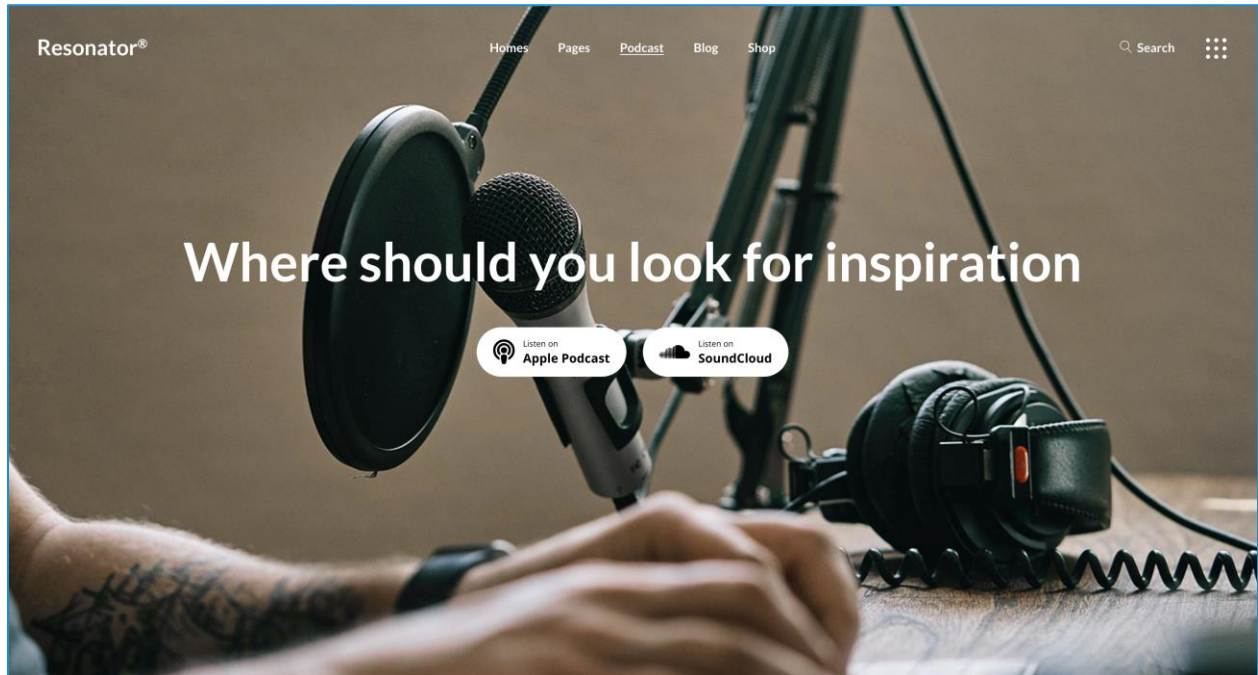 Resonator®
Homes Pages Podcast Blog Shop
Search
Where should you look for inspiration
Listen on
Apple Podcast
Listen on
SoundCloud